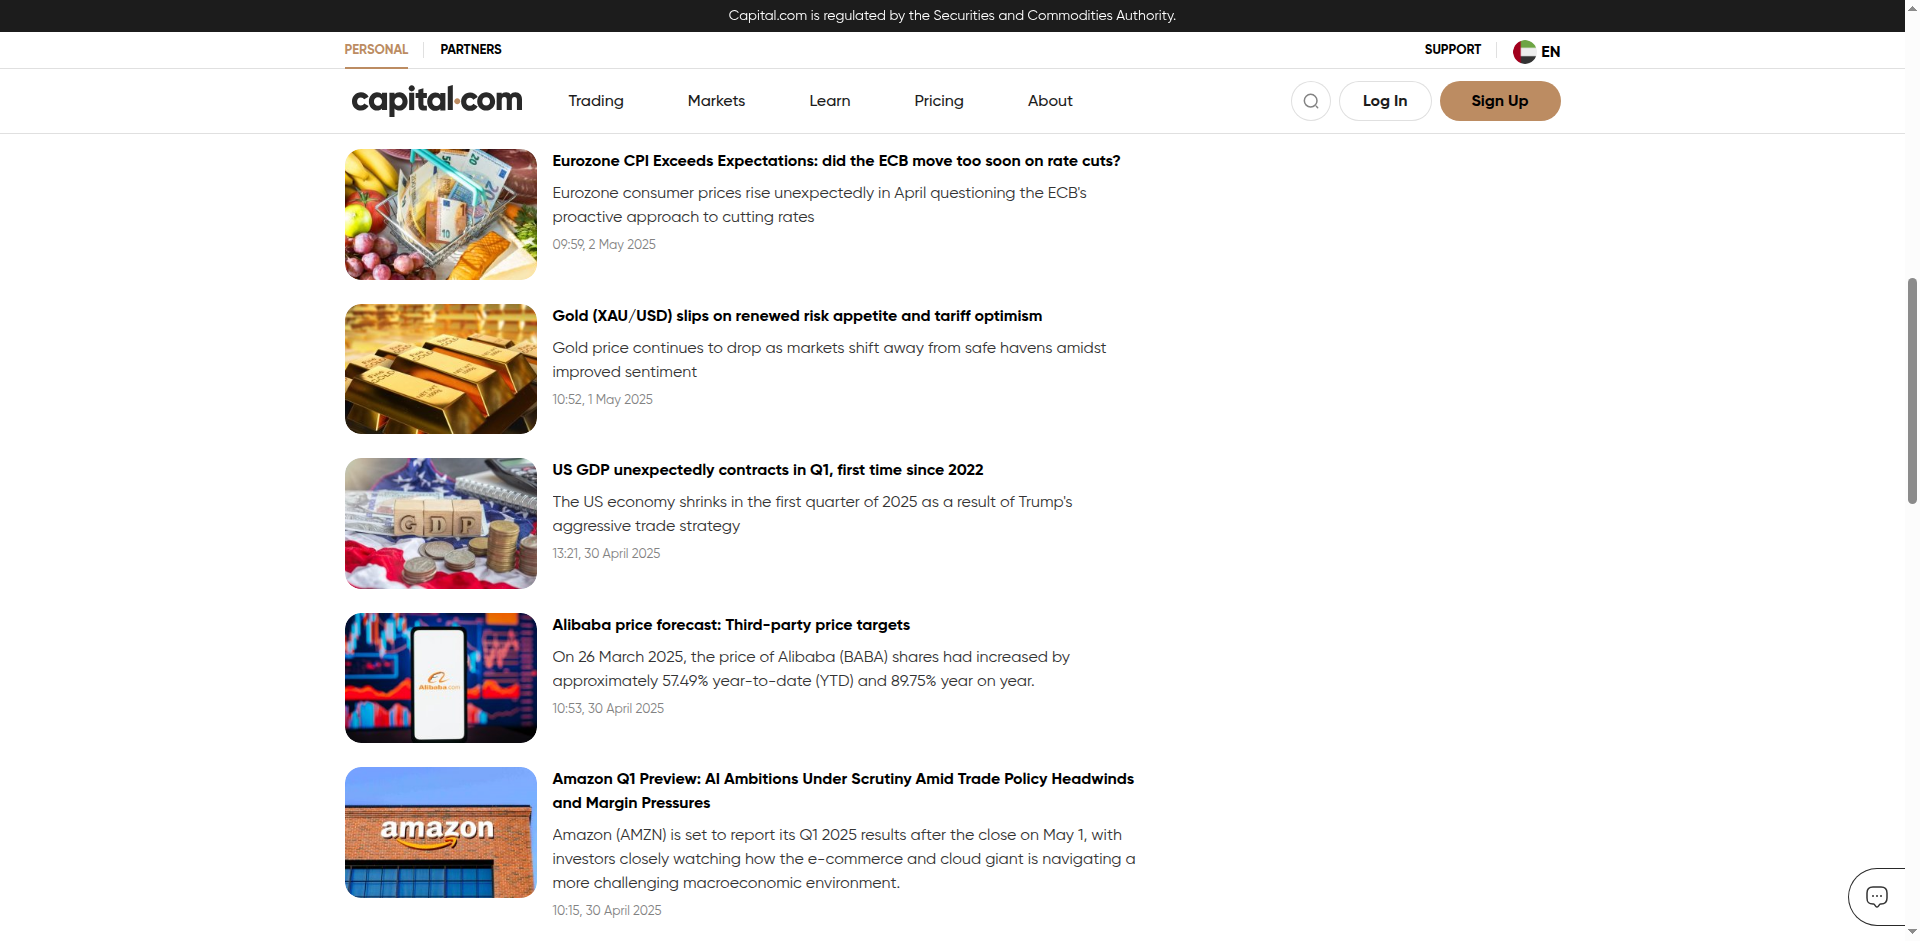 Capital.com is regulated by the Securities and Commodities Authority.
PERSONAL
PARTNERS
SUPPORT
EN
capital.com
Trading
Markets
Learn
Pricing
About
Log In
Sign Up
Eurozone CPI Exceeds Expectations: did the ECB move too soon on rate cuts?
Eurozone consumer prices rise unexpectedly in April questioning the ECB's
proactive approach to cutting rates
09:59, 2 May 2025
Gold (XAU/USD) slips on renewed risk appetite and tariff optimism
Gold price continues to drop as markets shift away from safe havens amidst
improved sentiment
10:52, 1 May 2025
GDP
US GDP unexpectedly contracts in Q1, first time since 2022
The US economy shrinks in the first quarter of 2025 as a result of Trump's
aggressive trade strategy
13:21, 30 April 2025
Alibaba.com
Alibaba price forecast: Third-party price targets
On 26 March 2025, the price of Alibaba (BABA) shares had increased by
approximately 57.49% year-to-date (YTD) and 89.75% year on year.
10:53, 30 April 2025
amazon
Amazon Q1 Preview: AI Ambitions Under Scrutiny Amid Trade Policy Headwinds
and Margin Pressures
Amazon (AMZN) is set to report its Q1 2025 results after the close on May 1, with
investors closely watching how the e-commerce and cloud giant is navigating a
more challenging macroeconomic environment.
10:15, 30 April 2025